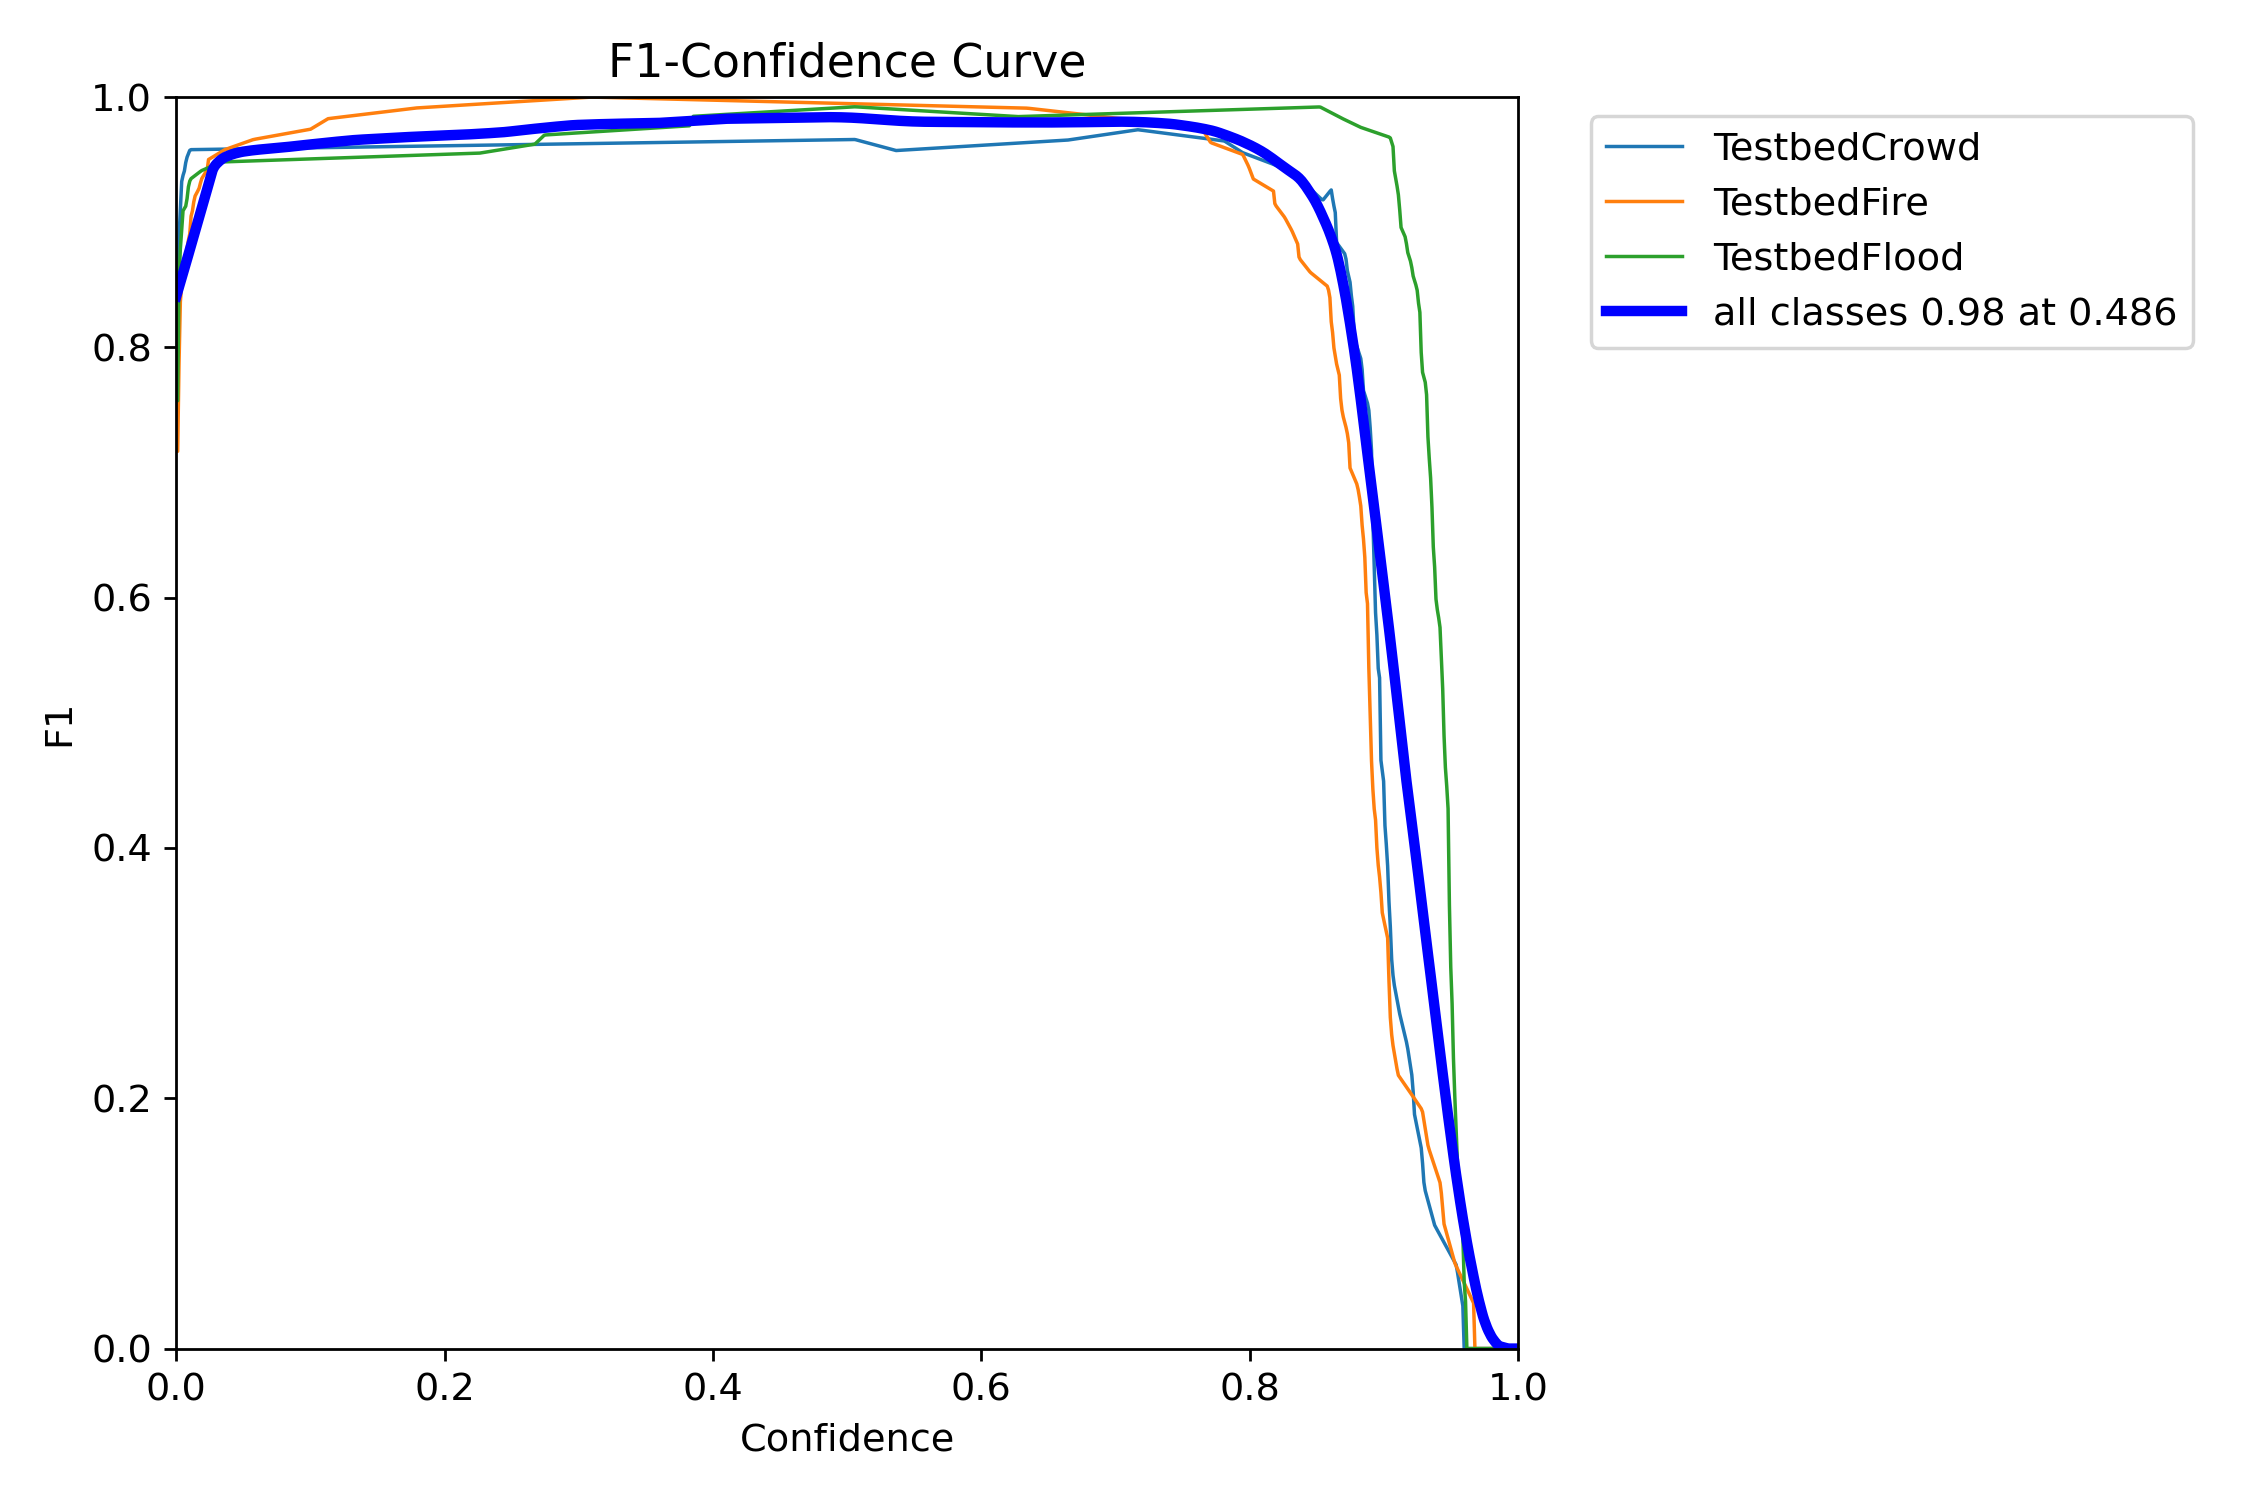 F1-Confidence Curve
1.0
0.8
0.6
0.4
0.2
0.0
F1
0.0 0.2 0.4 0.6 0.8 1.0
Confidence
TestbedCrowd
TestbedFire
TestbedFlood
all classes 0.98 at 0.486